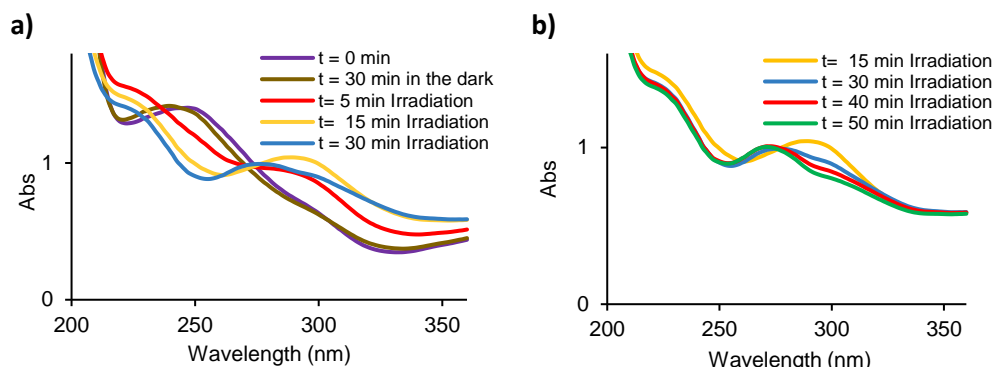 a)
t = 0 min
t = 30 min in the dark
t= 5 min Irradiation
t=  15 min Irradiation
t = 30 min Irradiation
1
0
Abs
200
250
300
350
Wavelength (nm)
b)
t=  15 min Irradiation
t = 30 min Irradiation
t = 40 min Irradiation
t = 50 min Irradiation
1
0
Abs
200
250
300
350
Wavelength (nm)